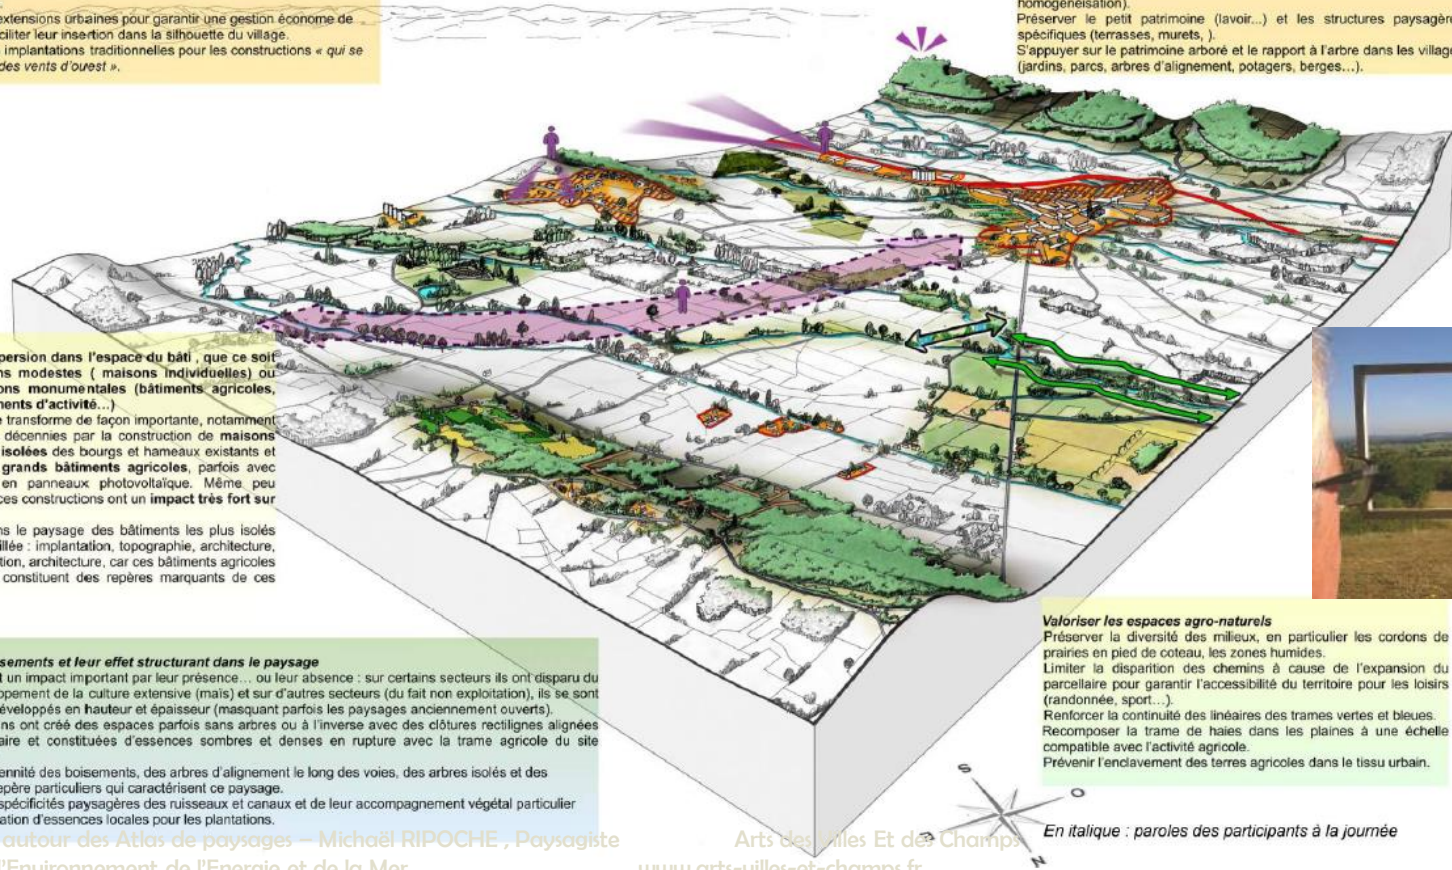 extensions urbaines pour garantir une gestion économe de
ciliter leur insertion dans la silhouette du village.
implantations traditionnelles pour les constructions « qui se
des vents d'ouest ».
homogénéisation).
Préserver le petit patrimoine (lavoir...) et les structures paysagère
spécifiques (terrasses, murets, ).
S'appuyer sur le patrimoine arboré et le rapport à l'arbre dans les village
(jardins, parcs, arbres d'alignement, potagers, berges…).
persion dans l'espace du bâti , que ce soit
ns modestes ( maisons individuelles) ou
ons monumentales (bâtiments agricoles,
ments d'activité...)
e transforme de façon importante, notamment
décennies par la construction de maisons
isolées des bourgs et hameaux existants et
grands bâtiments agricoles, parfois avec
en panneaux photovoltaïque. Même peu
ces constructions ont un impact très fort sur
ns le paysage des bâtiments les plus isolés
illée : implantation, topographie, architecture,
tion, architecture, car ces bâtiments agricoles
constituent des repères marquants de ces
sements et leur effet structurant dans le paysage
t un impact important par leur présence… ou leur absence : sur certains secteurs ils ont disparu du
oppement de la culture extensive (maïs) et sur d'autres secteurs (du fait non exploitation), ils se sont
développés en hauteur et épaisseur (masquant parfois les paysages anciennement ouverts).
ns ont créé des espaces parfois sans arbres ou à l'inverse avec des clôtures rectilignes alignées
aire et constituées d'essences sombres et denses en rupture avec la trame agricole du site
ennité des boisements, des arbres d'alignement le long des voies, des arbres isolés et des
epère particuliers qui caractérisent ce paysage.
spécificités paysagères des ruisseaux et canaux et de leur accompagnement végétal particulier
ation d'essences locales pour les plantations.
Valoriser les espaces agro-naturels
Préserver la diversité des milieux, en particulier les cordons de
prairies en pied de coteau, les zones humides.
Limiter la disparition des chemins à cause de l'expansion du
parcellaire pour garantir l'accessibilité du territoire pour les loisirs
(randonnée, sport…).
Renforcer la continuité des linéaires des trames vertes et bleues.
Recomposer la trame de haies dans les plaines à une échelle
compatible avec l'activité agricole.
Prévenir l'enclavement des terres agricoles dans le tissu urbain.
S
O
N
En italique : paroles des participants à la journée
autour des Atlas de paysages – Michaël RIPOCHE , Paysagiste
Arts des Villes Et des Champs
l'Environnement de l'Energie et de la Mer
www.arts-villes-et-champs.fr